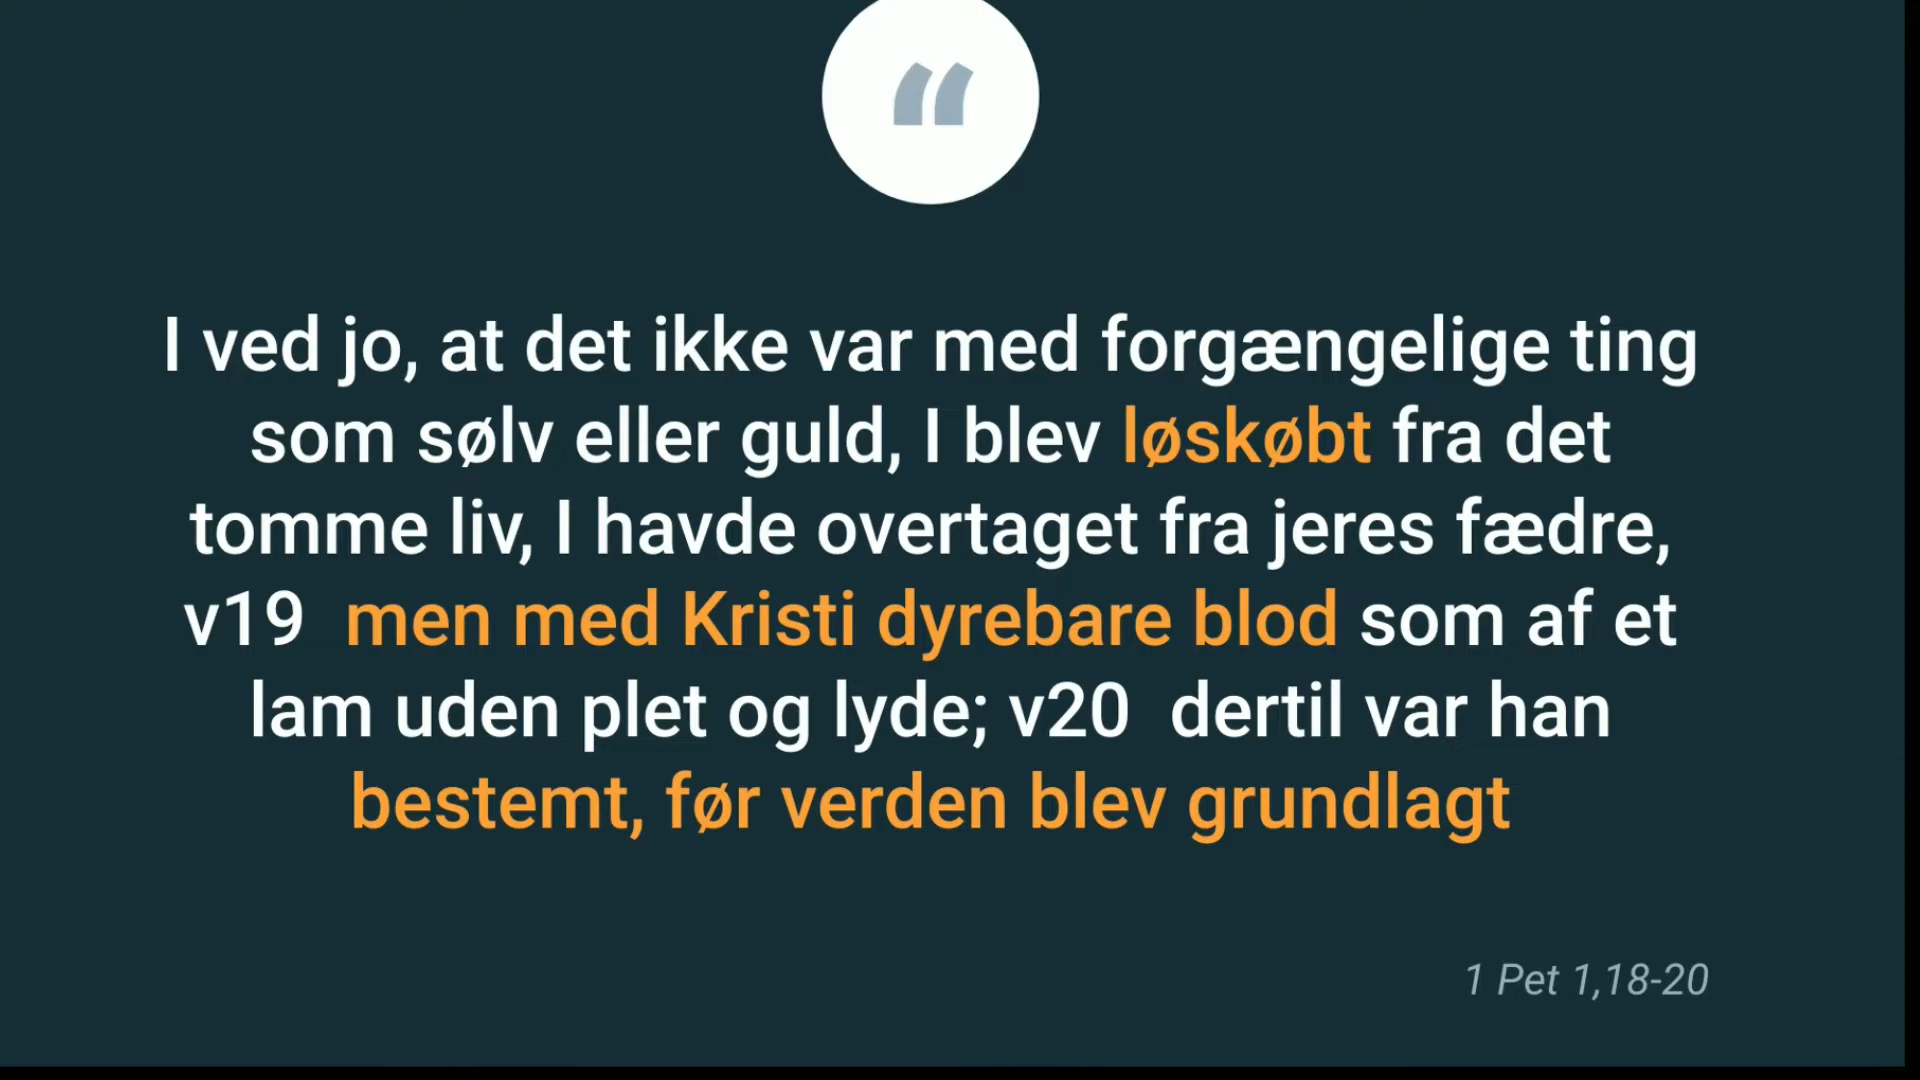 “
I ved jo, at det ikke var med forgængelige ting
som sølv eller guld, I blev løskøbt fra det
tomme liv, I havde overtaget fra jeres fædre,
v19  men med Kristi dyrebare blod som af et
lam uden plet og lyde; v20  dertil var han
bestemt, før verden blev grundlagt
1 Pet 1,18-20